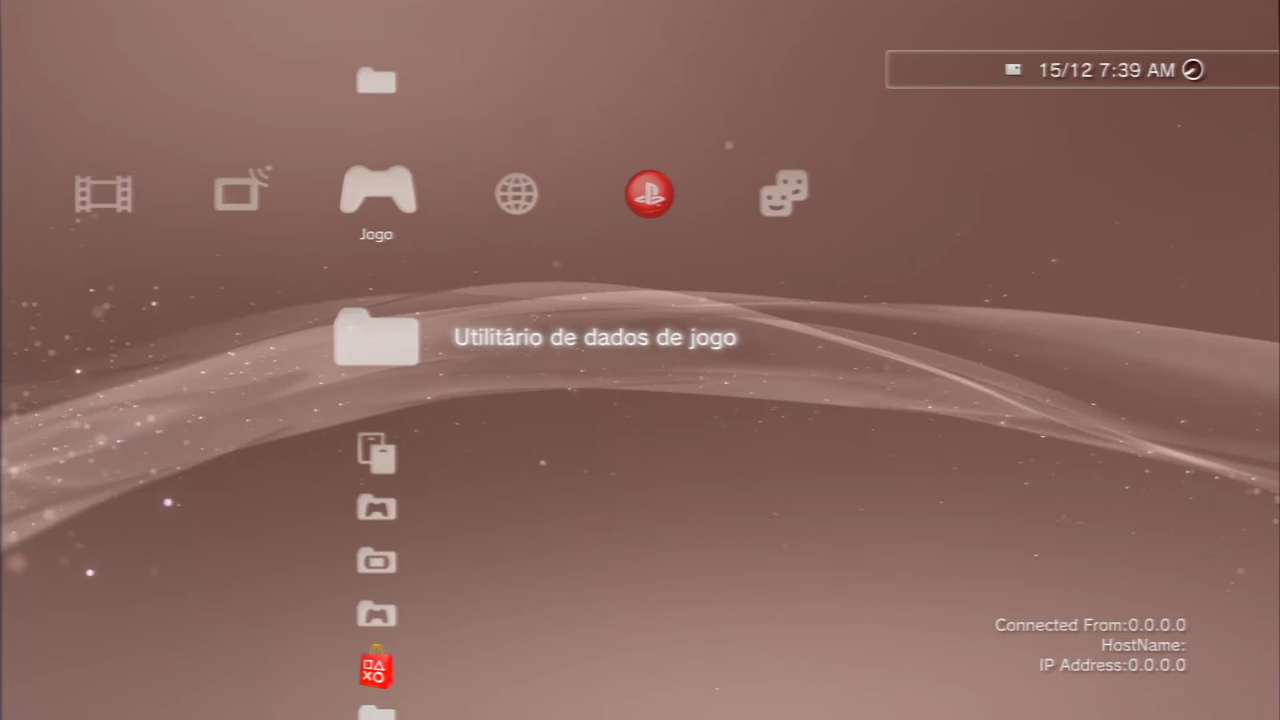 15/12 7:39 AM
Jogo
Utilitário de dados de jogo
Connected From:0.0.0.0
HostName:
IP Address:0.0.0.0